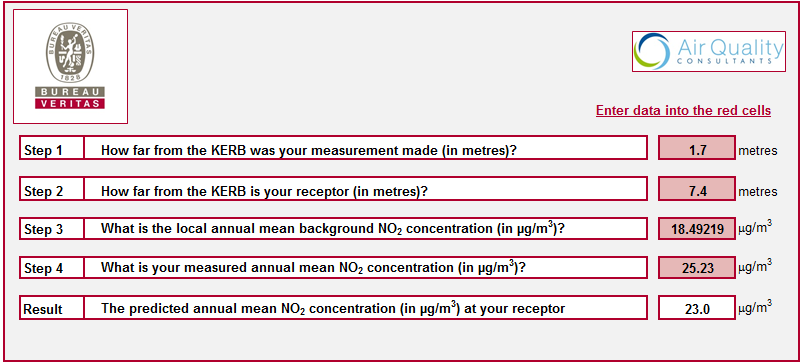 BUREAU VERITAS
1828
BUREAU
VERITAS
Air Quality
CONSULTANTS
Enter data into the red cells
Step 1 How far from the KERB was your measurement made (in metres)? 1.7 metres
Step 2 How far from the KERB is your receptor (in metres)? 7.4 metres
Step 3 What is the local annual mean background NO₂ concentration (in µg/m³)? 18.49219 µg/m³
Step 4 What is your measured annual mean NO₂ concentration (in µg/m³)? 25.23 µg/m³
Result The predicted annual mean NO₂ concentration (in µg/m³) at your receptor 23.0 µg/m³